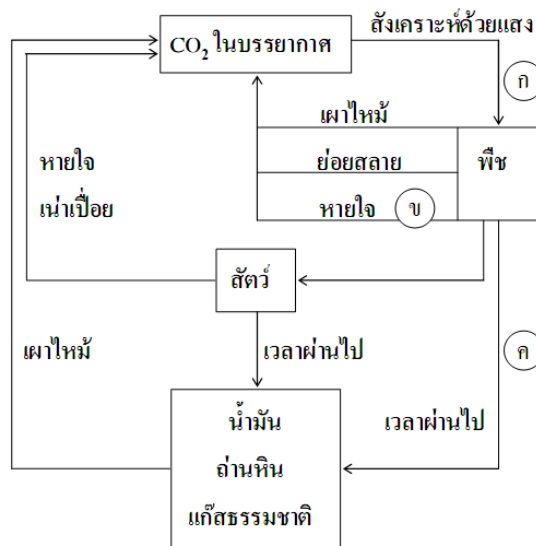 สังเคราะห์ด้วยแสง
CO2 ในบรรยากาศ
ก
เผาไหม้
หายใจ
ย่อยสลาย
พืช
เน่าเปื่อย
หายใจ
ข
สัตว์
เผาไหม้
เวลาผ่านไป
ค
น้ำมัน
เวลาผ่านไป
ถ่านหิน
แก๊สธรรมชาติ